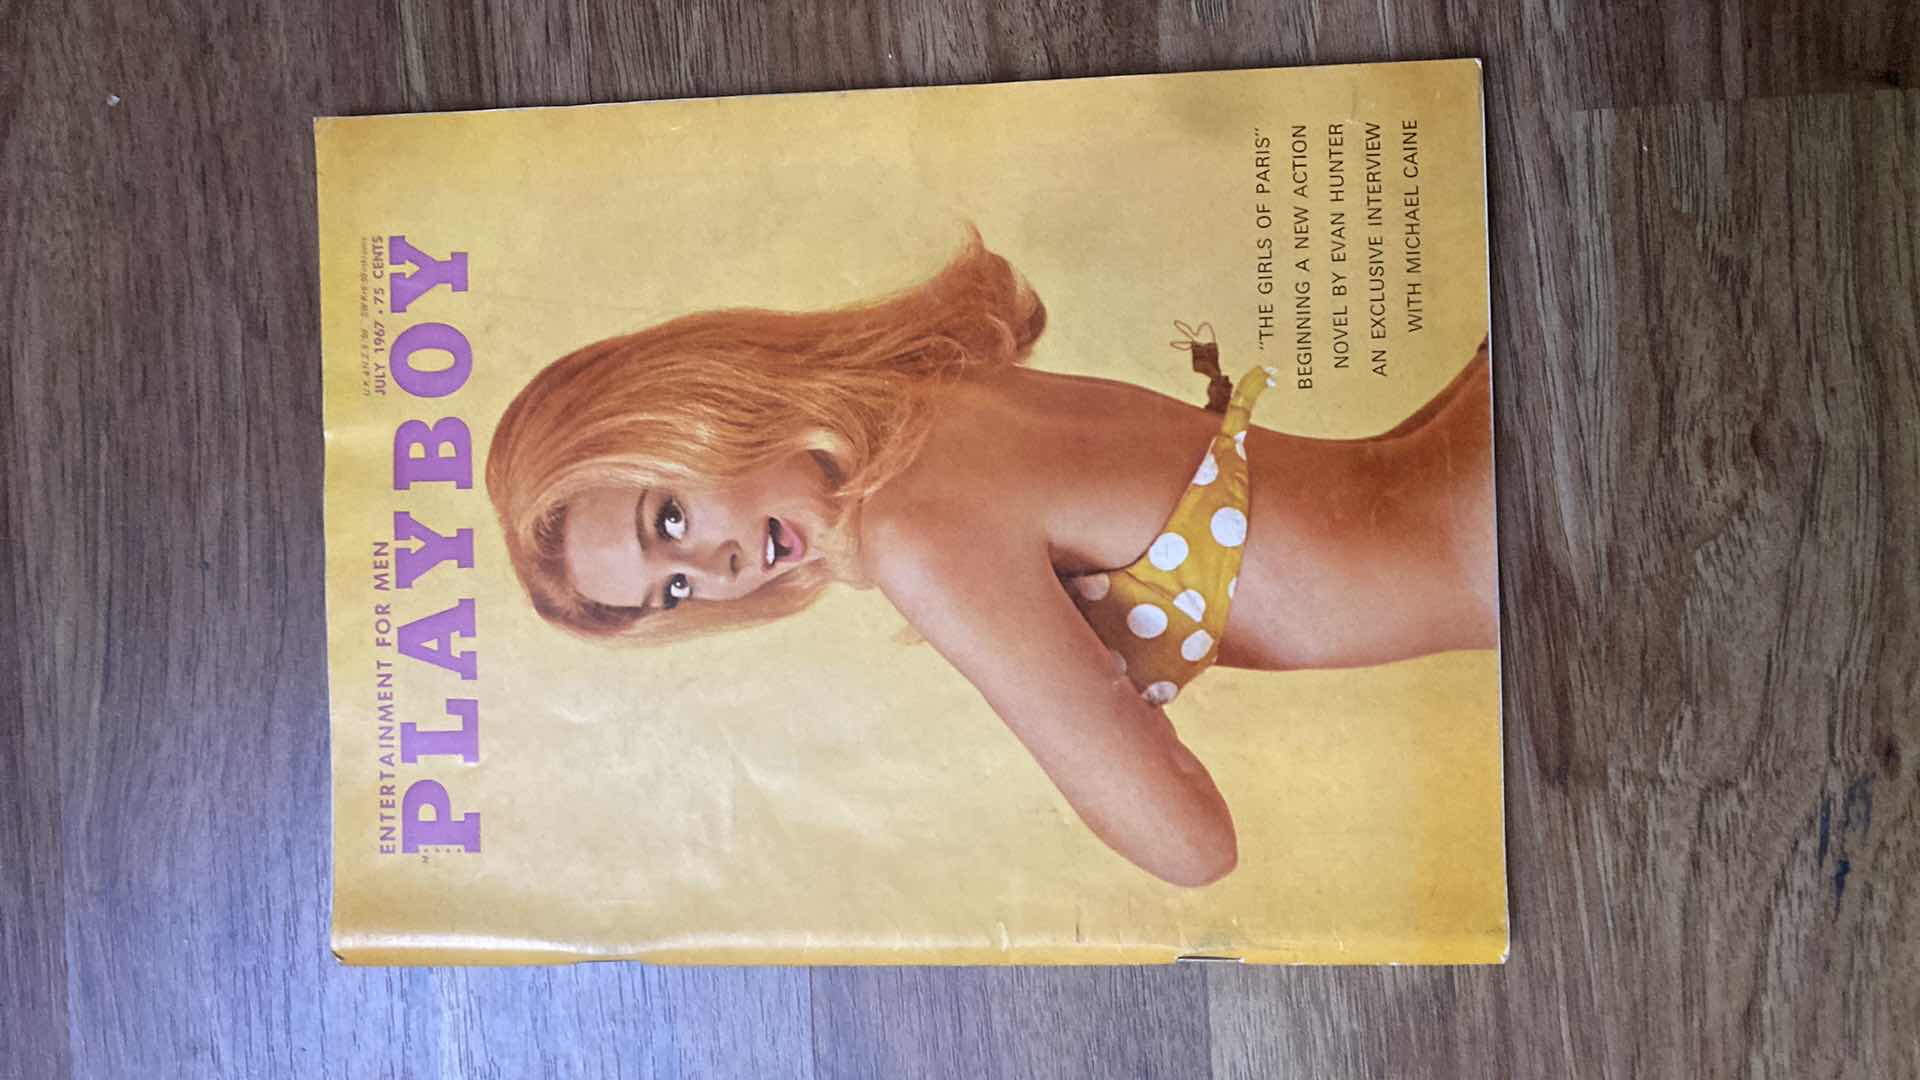 ENTERTAINMENT FOR MEN
JULY 1967 • 75 CENTS
PLAYBOY
"THE GIRLS OF PARIS"
BEGINNING A NEW ACTION
NOVEL BY EVAN HUNTER
AN EXCLUSIVE INTERVIEW
WITH MICHAEL CAINE